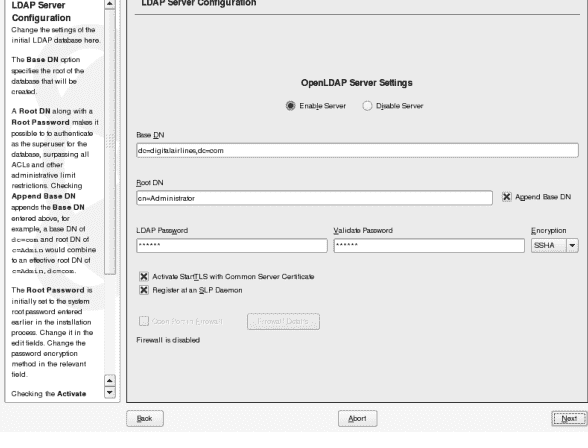 LDAP Server
Configuration
Change the settings of the
initial LDAP database here.
The Base DN option
specifies the root of the
database that will be
created.
A Root DN along with a
Root Password makes it
possible to to authenticate
as the superuser for the
database, surpassing all
ACLs and other
administrative limit
restrictions. Checking
Append Base DN
appends the Base DN
entered above, for
example, a base DN of
dc=com and root DN of
c=Admin would combine
to an effective root DN of
c=Admin, dc=com.
The Root Password is
initially set to the system
root password entered
earlier in the installation
process. Change it in the
edit fields. Change the
password encryption
method in the relevant
field.
Checking the Activate
LDAP Server Configuration
OpenLDAP Server Settings
Enable Server
Disable Server
Base DN
dc=digitalairlines,dc=com
Root DN
cn=Administrator
Append Base DN
LDAP Password
Validate Password
Encryption
******
******
SSHA
Activate StartTLS with Common Server Certificate
Register at an SLP Daemon
Open Port in Firewall
Firewall Details
Firewall is disabled
Back
Abort
Next